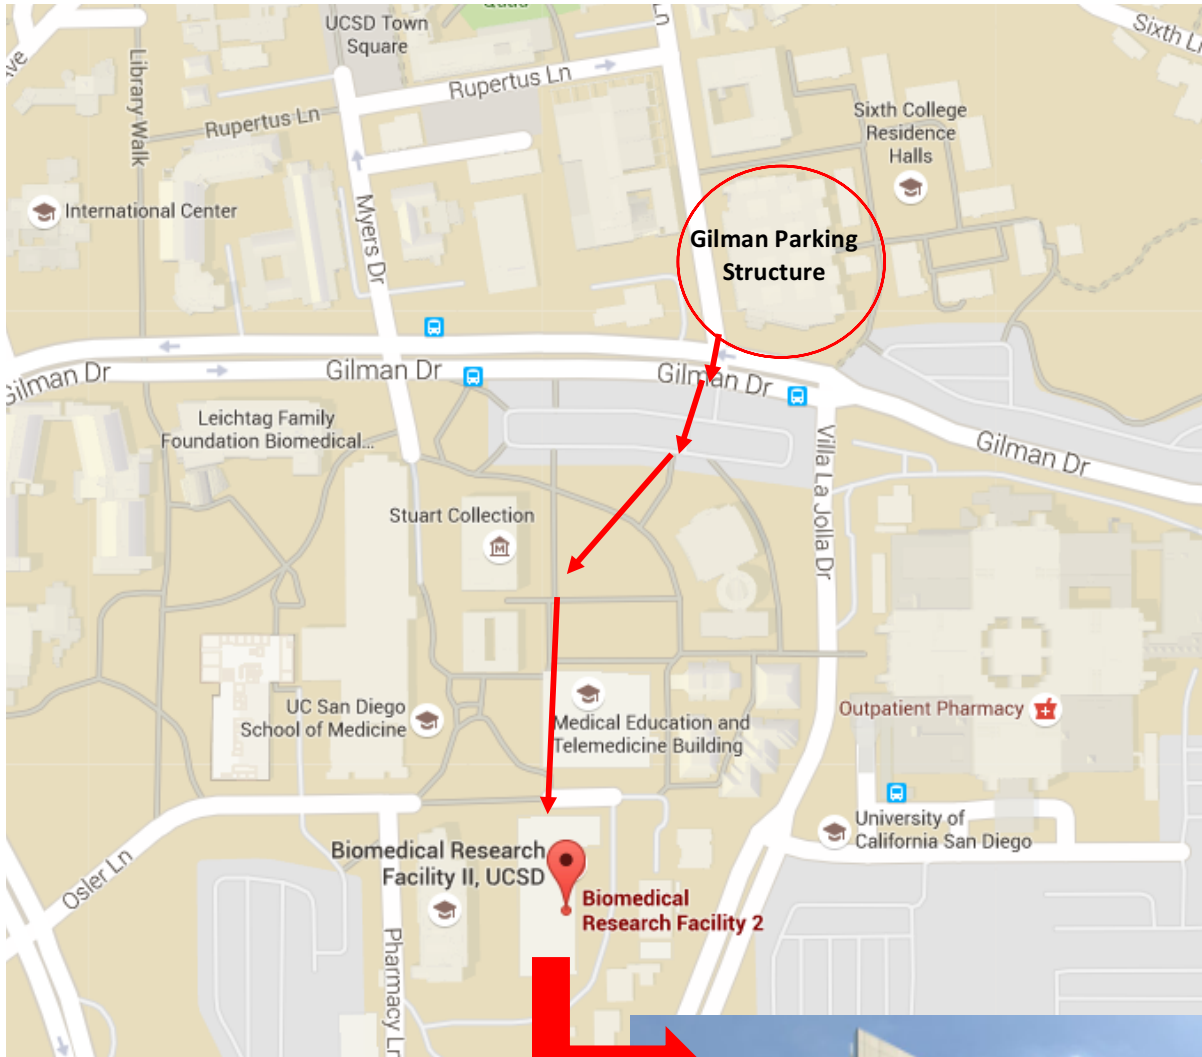 Quad
UCSD Town
Square
Ln
Sixth Ln
Ave
Library Walk
Rupertus Ln
Rupertus Ln
Sixth College
Residence
Halls
International Center
Myers Dr
Gilman Parking
Structure
Gilman Dr
Gilman Dr
Gilman Dr
Gilman Dr
Leichtag Family
Foundation Biomedical...
Villa La Jolla Dr
Stuart Collection
M
UC San Diego
School of Medicine
Medical Education and
Telemedicine Building
Outpatient Pharmacy
University of
California San Diego
Osler Ln
Biomedical Research
Facility II, UCSD
Biomedical
Research Facility 2
Pharmacy Ln